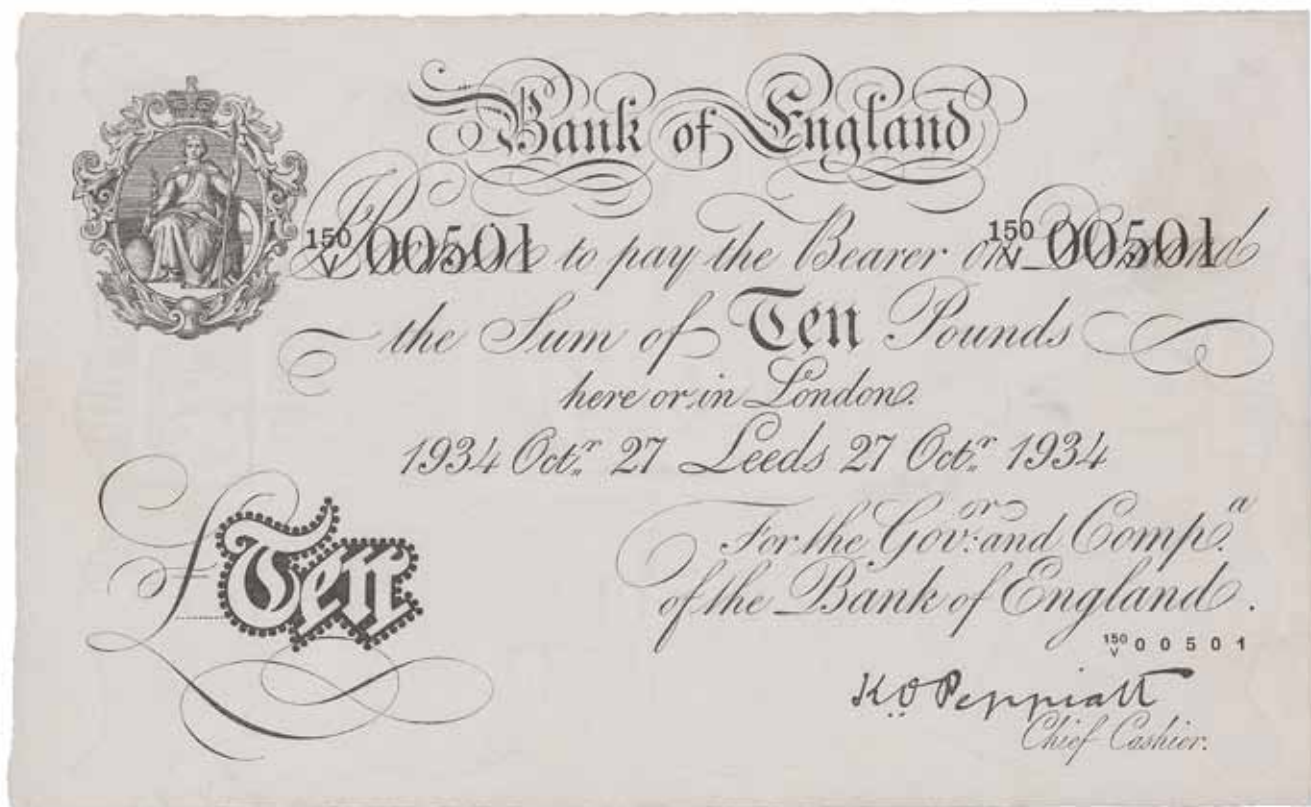 Bank of England
150/V 00501 to pay the Bearer on 150/V 00501
the Sum of Ten Pounds
here or in London.
1934 Octr. 27 Leeds 27 Octr. 1934
£Ten
For the Govr. and Compa.
of the Bank of England.
150/V 00501
K.O. Peppiatt
Chief Cashier.